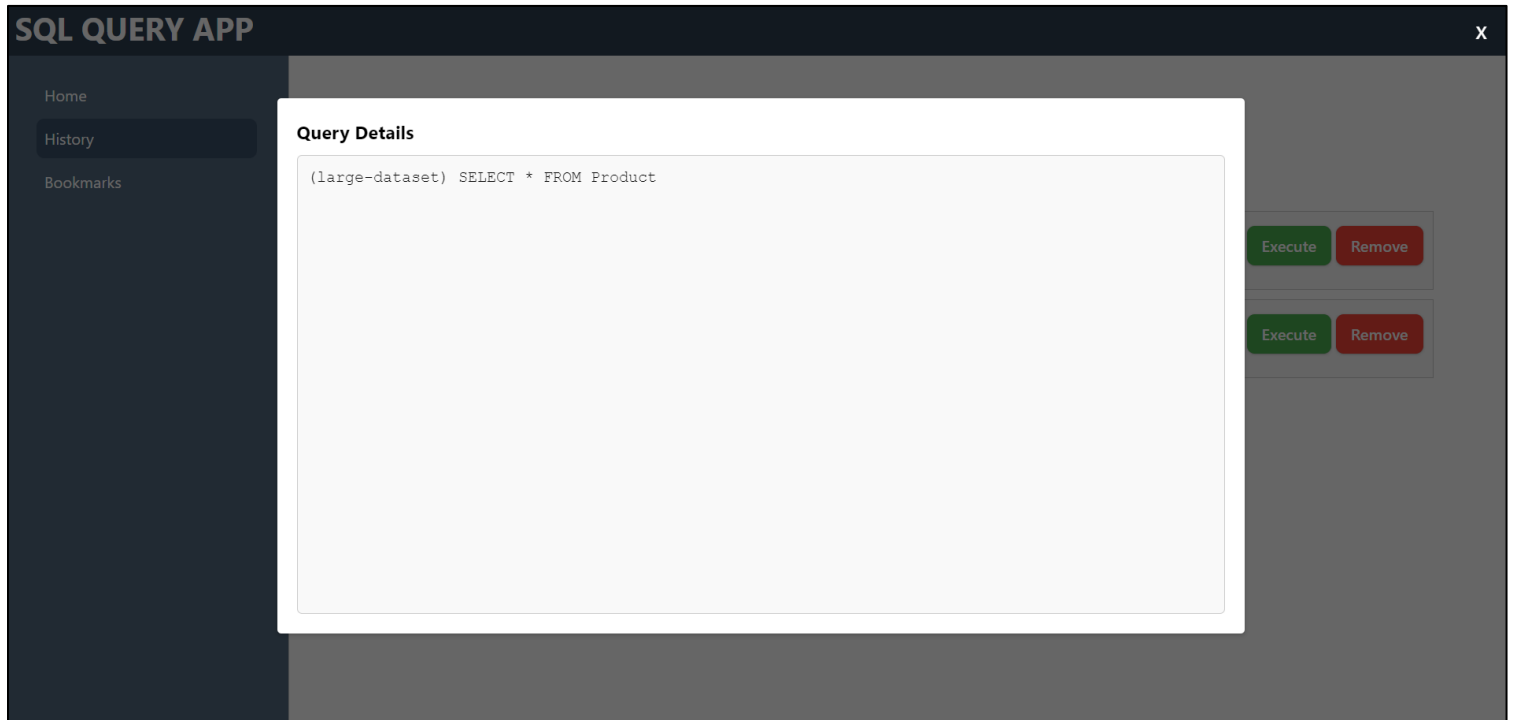 SQL QUERY APP
X
Home
History
Bookmarks
Query Details
(large-dataset) SELECT * FROM Product
Execute Remove
Execute Remove